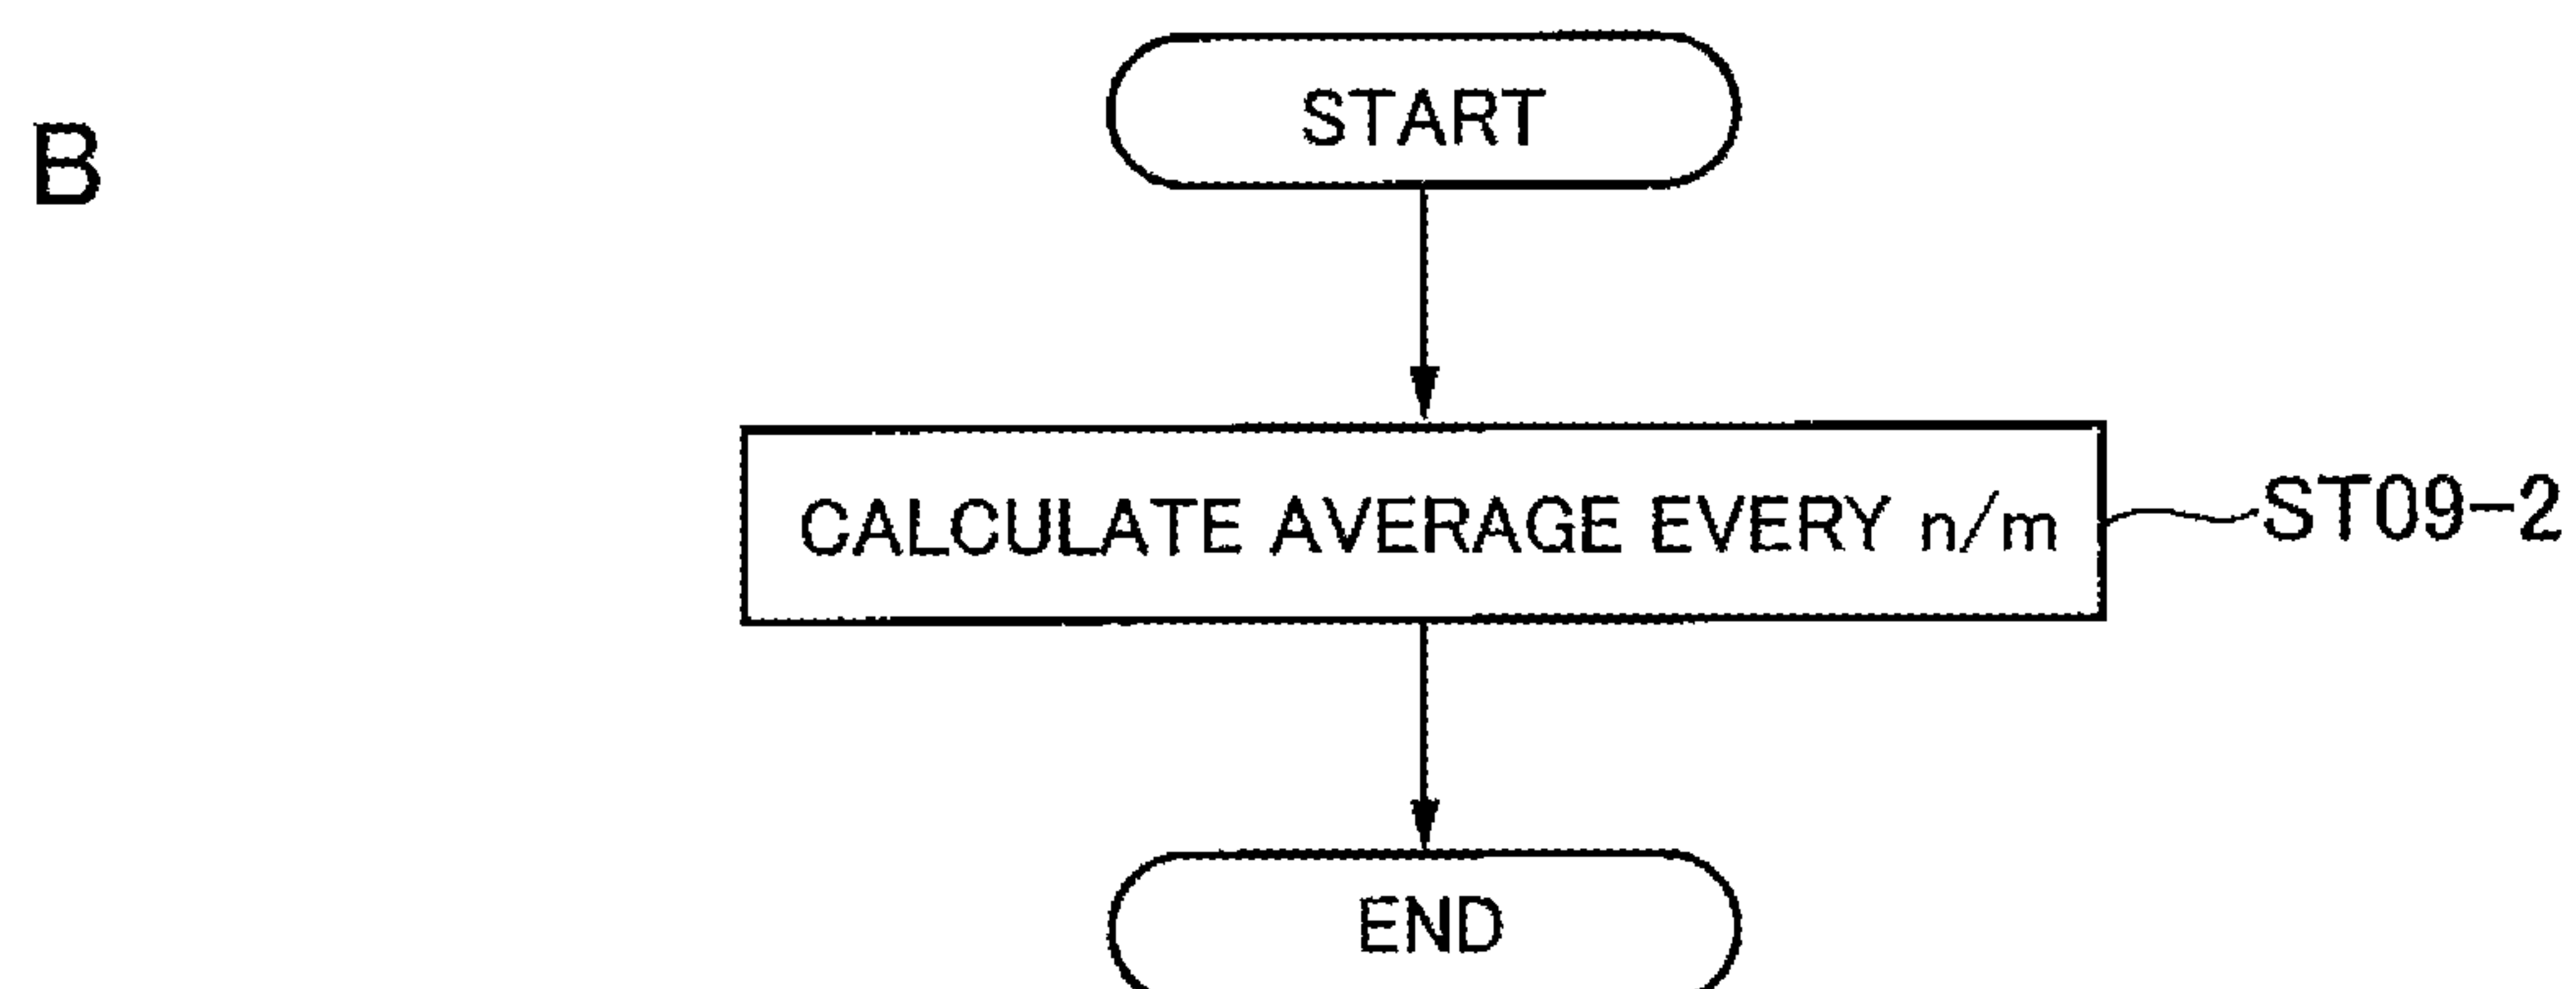 B
START
CALCULATE AVERAGE EVERY n/m
ST09-2
END